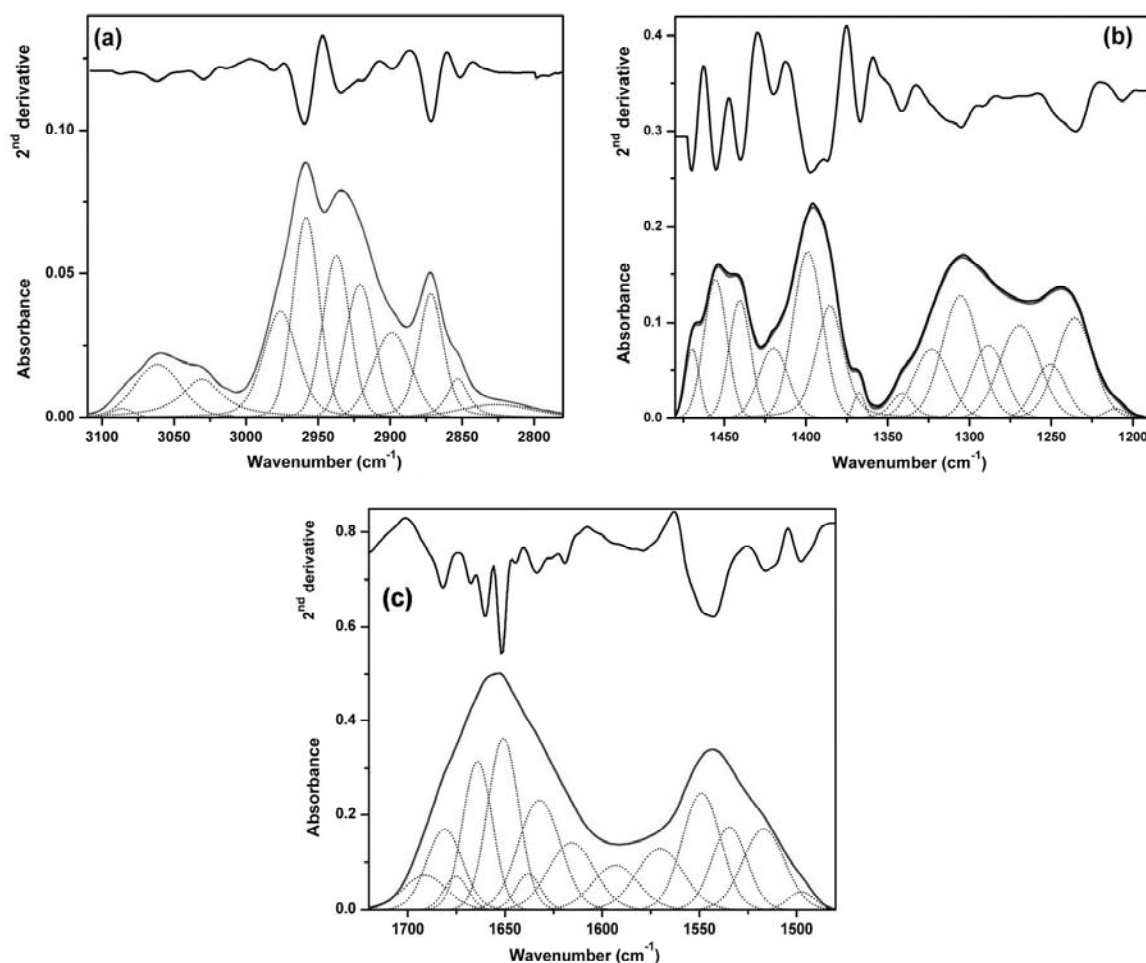 (a)
2nd derivative
0.10
0.05
0.00
Absorbance
3100 3050 3000 2950 2900 2850 2800
Wavenumber (cm-1)
(b)
0.4
2nd derivative
0.3
0.2
0.1
0.0
Absorbance
1450 1400 1350 1300 1250 1200
Wavenumber (cm-1)
(c)
0.8
2nd derivative
0.6
0.4
0.2
0.0
Absorbance
1700 1650 1600 1550 1500
Wavenumber (cm-1)